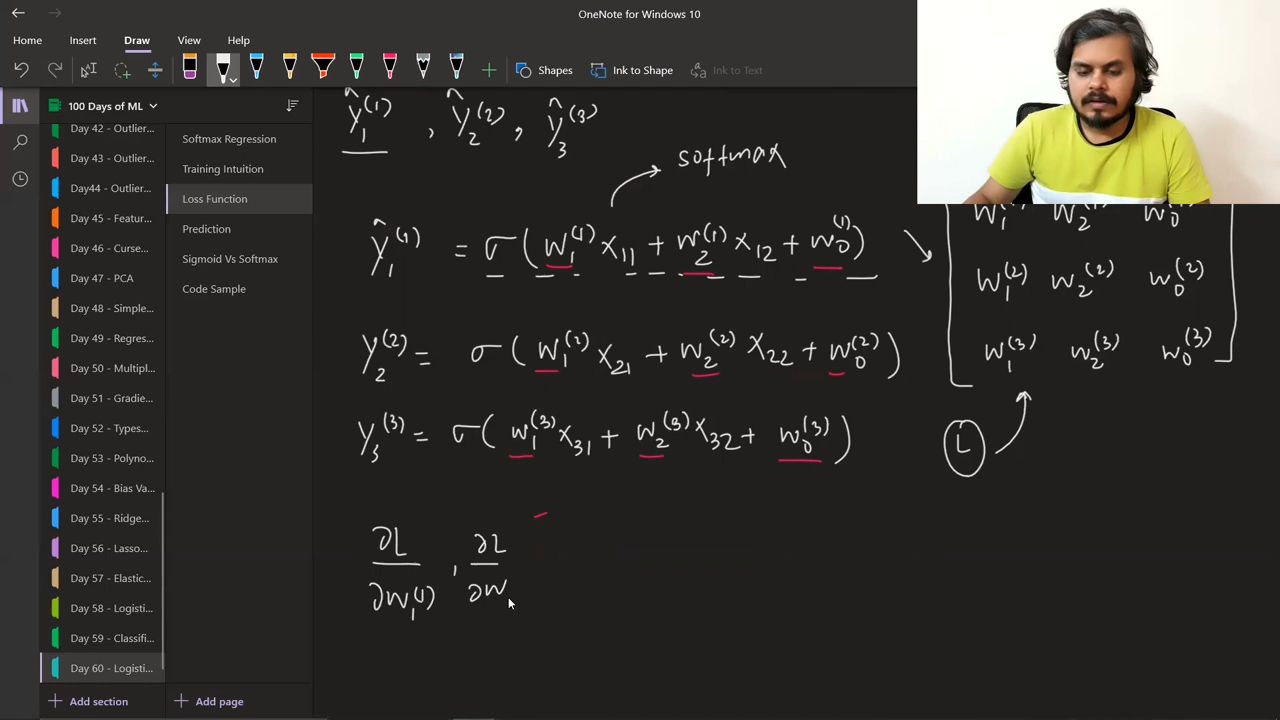 OneNote for Windows 10
Home Insert Draw View Help
Shapes Ink to Shape Ink to Text
100 Days of ML
Day 42 - Outlier...
Day 43 - Outlier...
Day44 - Outlier...
Day 45 - Featur...
Day 46 - Curse...
Day 47 - PCA
Day 48 - Simple...
Day 49 - Regres...
Day 50 - Multipl...
Day 51 - Gradie...
Day 52 - Types...
Day 53 - Polyno...
Day 54 - Bias Va...
Day 55 - Ridge...
Day 56 - Lasso...
Day 57 - Elastic...
Day 58 - Logisti...
Day 59 - Classifi...
Day 60 - Logisti...
Add section
Softmax Regression
Training Intuition
Loss Function
Prediction
Sigmoid Vs Softmax
Code Sample
Add page
ŷ₁⁽¹⁾ , ŷ₂⁽²⁾ , ŷ₃⁽³⁾
softmax
ŷ₁⁽¹⁾ = σ(w₁⁽¹⁾x₁₁ + w₂⁽¹⁾x₁₂ + w₀⁽¹⁾)
y₂⁽²⁾ = σ(w₁⁽²⁾x₂₁ + w₂⁽²⁾x₂₂ + w₀⁽²⁾)
y₃⁽³⁾ = σ(w₁⁽³⁾x₃₁ + w₂⁽³⁾x₃₂ + w₀⁽³⁾)
w₁⁽²⁾ w₂⁽²⁾ w₀⁽²⁾
w₁⁽³⁾ w₂⁽³⁾ w₀⁽³⁾
L
∂L/∂w₁⁽¹⁾ , ∂L/∂w